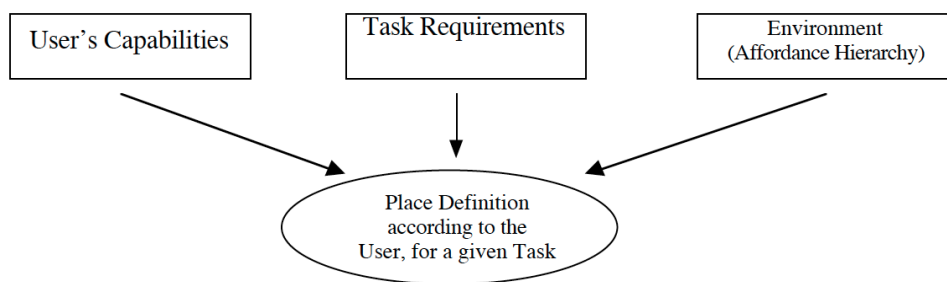 User’s Capabilities
Task Requirements
Environment
(Affordance Hierarchy)
Place Definition
according to the
User, for a given Task